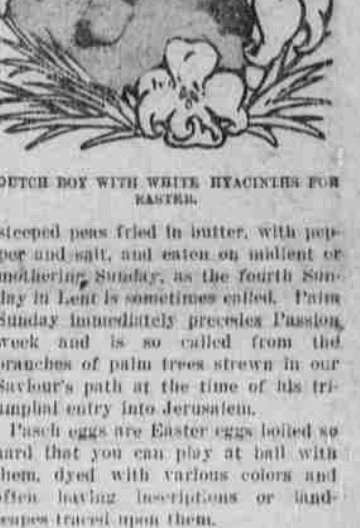 DUTCH BOY WITH WHITE HYACINTHS FOR
EASTER.
steeped peas fried in butter, with pep-
per and salt, and eaten on midlent or
mothering Sunday, as the fourth Sun-
day in Lent is sometimes called. Palm
Sunday immediately precedes Passion
week and is so called from the
branches of palm trees strewn in our
Saviour's path at the time of his tri-
umphal entry into Jerusalem.
Pasch eggs are Easter eggs boiled so
hard that you can play at ball with
them, dyed with various colors and
often having inscriptions or land-
scapes traced upon them.